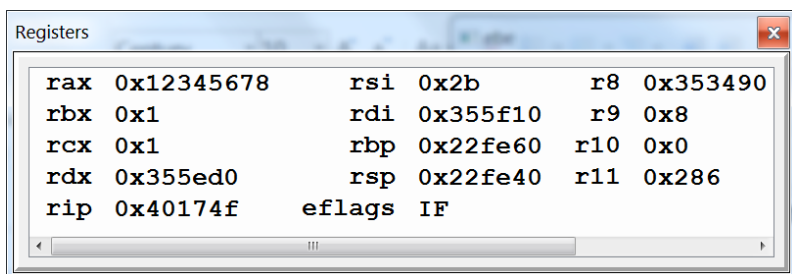 Registers
rax 0x12345678 rsi 0x2b r8 0x353490
rbx 0x1 rdi 0x355f10 r9 0x8
rcx 0x1 rbp 0x22fe60 r10 0x0
rdx 0x355ed0 rsp 0x22fe40 r11 0x286
rip 0x40174f eflags IF